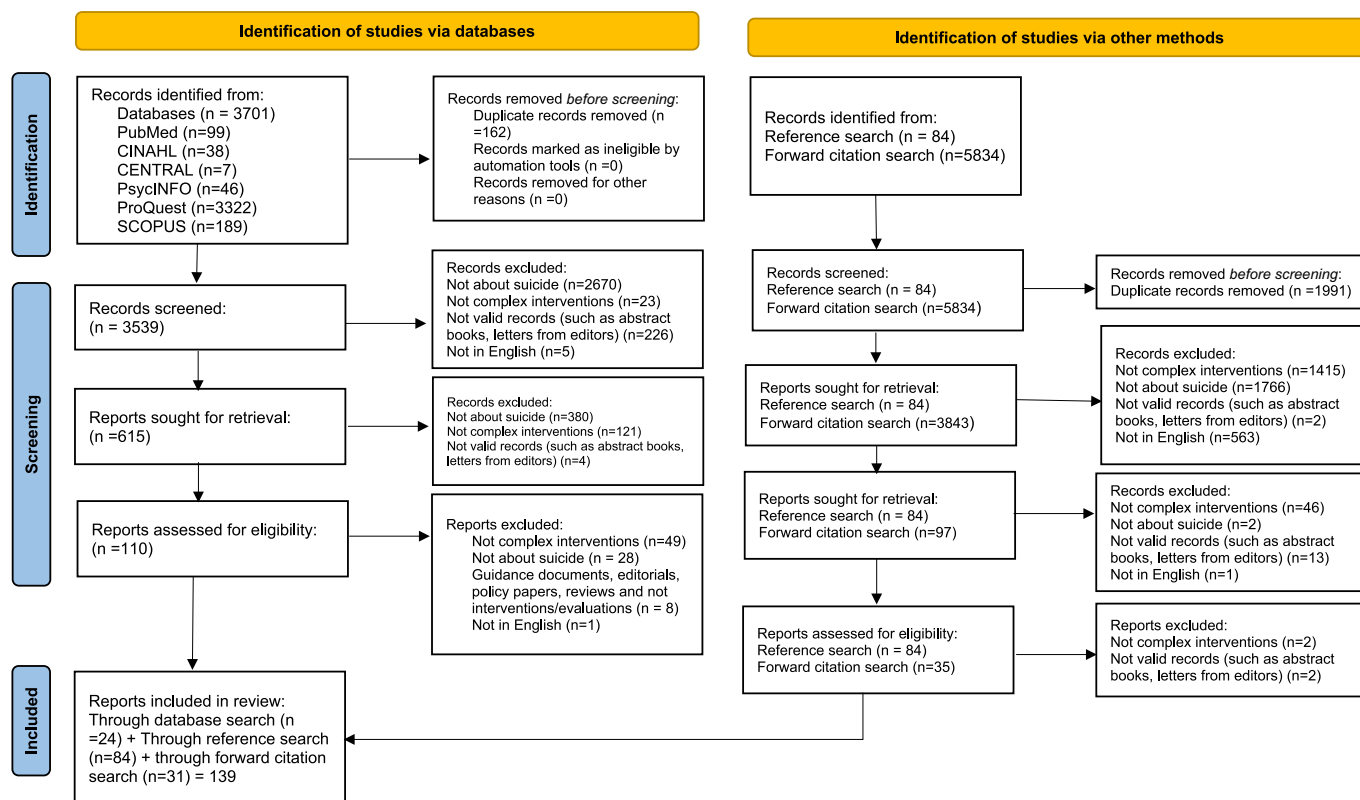 Identification of studies via databases
Identification of studies via other methods
Identification
Records identified from:
Databases (n = 3701)
PubMed (n=99)
CINAHL (n=38)
CENTRAL (n=7)
PsycINFO (n=46)
ProQuest (n=3322)
SCOPUS (n=189)
Records removed before screening:
Duplicate records removed (n
=162)
Records marked as ineligible by
automation tools (n =0)
Records removed for other
reasons (n =0)
Records identified from:
Reference search (n = 84)
Forward citation search (n=5834)
Screening
Records screened:
(n = 3539)
Records excluded:
Not about suicide (n=2670)
Not complex interventions (n=23)
Not valid records (such as abstract
books, letters from editors) (n=226)
Not in English (n=5)
Records screened:
Reference search (n = 84)
Forward citation search (n=5834)
Records removed before screening:
Duplicate records removed (n =1991)
Reports sought for retrieval:
(n =615)
Records excluded:
Not about suicide (n=380)
Not complex interventions (n=121)
Not valid records (such as abstract books,
letters from editors) (n=4)
Reports sought for retrieval:
Reference search (n = 84)
Forward citation search (n=3843)
Records excluded:
Not complex interventions (n=1415)
Not about suicide (n=1766)
Not valid records (such as abstract
books, letters from editors) (n=2)
Not in English (n=563)
Reports assessed for eligibility:
(n =110)
Reports excluded:
Not complex interventions (n=49)
Not about suicide (n = 28)
Guidance documents, editorials,
policy papers, reviews and not
interventions/evaluations (n = 8)
Not in English (n=1)
Reports sought for retrieval:
Reference search (n = 84)
Forward citation search (n=97)
Records excluded:
Not complex interventions (n=46)
Not about suicide (n=2)
Not valid records (such as abstract
books, letters from editors) (n=13)
Not in English (n=1)
Reports assessed for eligibility:
Reference search (n = 84)
Forward citation search (n=35)
Reports excluded:
Not complex interventions (n=2)
Not valid records (such as abstract
books, letters from editors) (n=2)
Included
Reports included in review:
Through database search (n
=24) + Through reference search
(n=84) + through forward citation
search (n=31) = 139